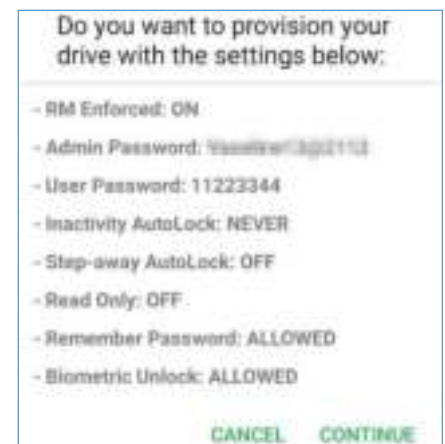 Do you want to provision your
drive with the settings below:
- RM Enforced: ON
- Admin Password:
- User Password: 11223344
- Inactivity AutoLock: NEVER
- Step-away AutoLock: OFF
- Read Only: OFF
- Remember Password: ALLOWED
- Biometric Unlock: ALLOWED
CANCEL CONTINUE